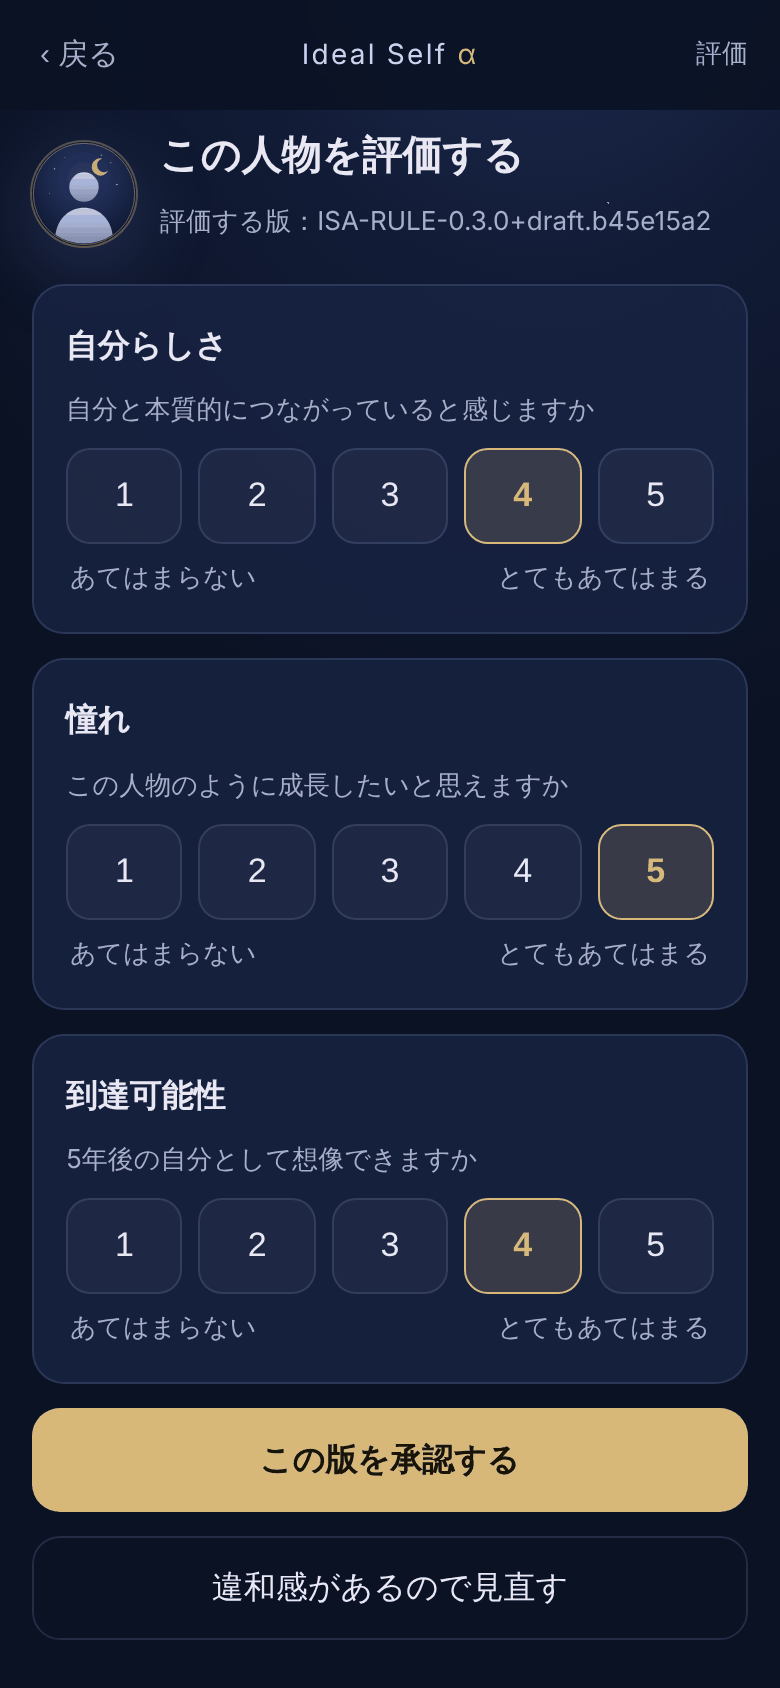 ‹ 戻る
Ideal Self α
評価
この人物を評価する
評価する版：ISA-RULE-0.3.0+draft.b45e15a2
自分らしさ
自分と本質的につながっていると感じますか
1 2 3 4 5
あてはまらない とてもあてはまる
憧れ
この人物のように成長したいと思えますか
1 2 3 4 5
あてはまらない とてもあてはまる
到達可能性
5年後の自分として想像できますか
1 2 3 4 5
あてはまらない とてもあてはまる
この版を承認する
違和感があるので見直す